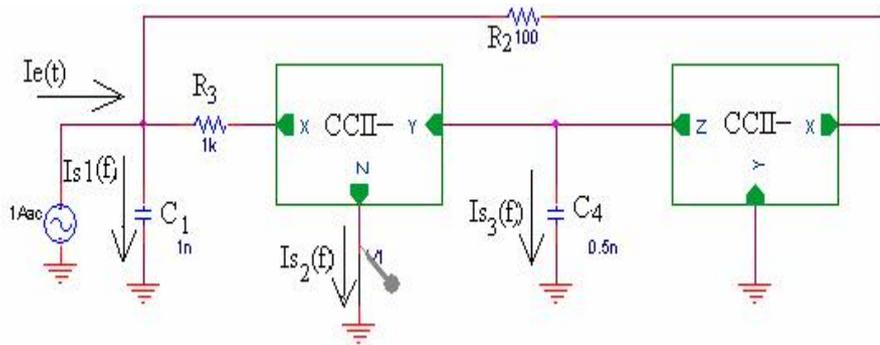 R2 100
Ie(t)
R3
1k
X CCII- Y
Z
Z CCII- X
Y
Is1(f)
1Aac
C1
1n
Is2(f)
Is3(f)
C4
0.5n